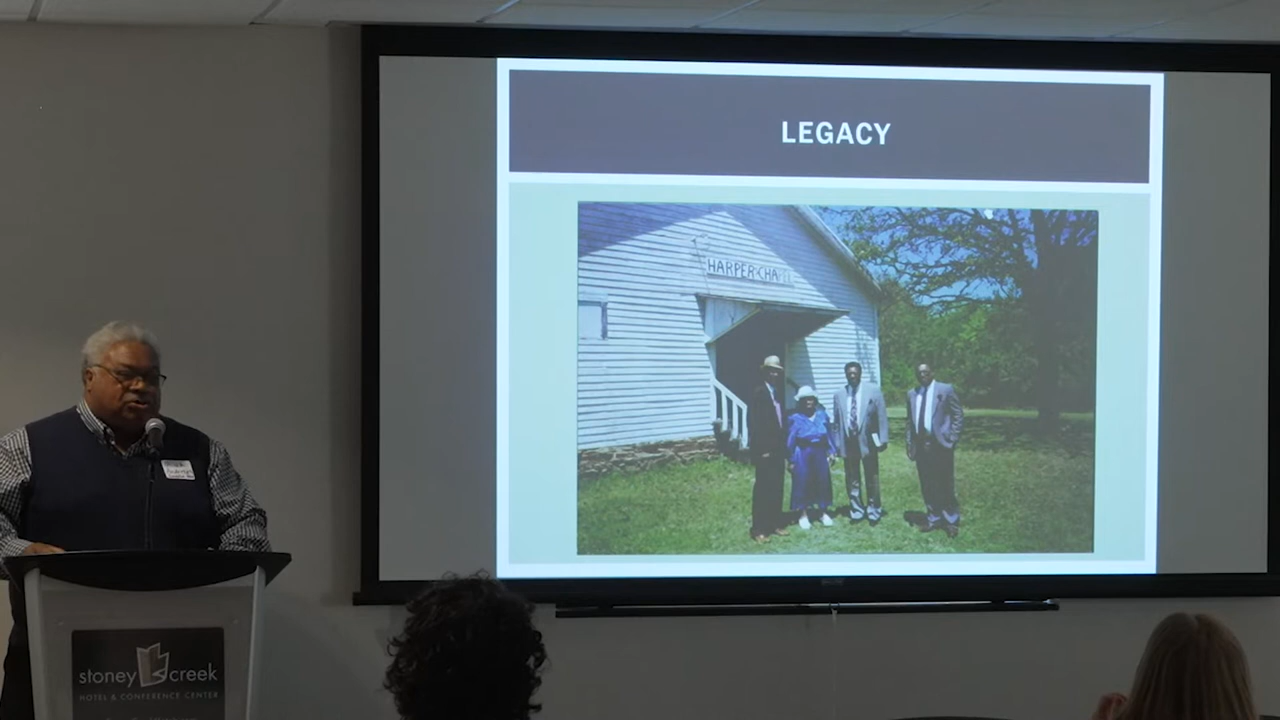 LEGACY
HARPER CHAPEL
stoney creek
HOTEL & CONFERENCE CENTER